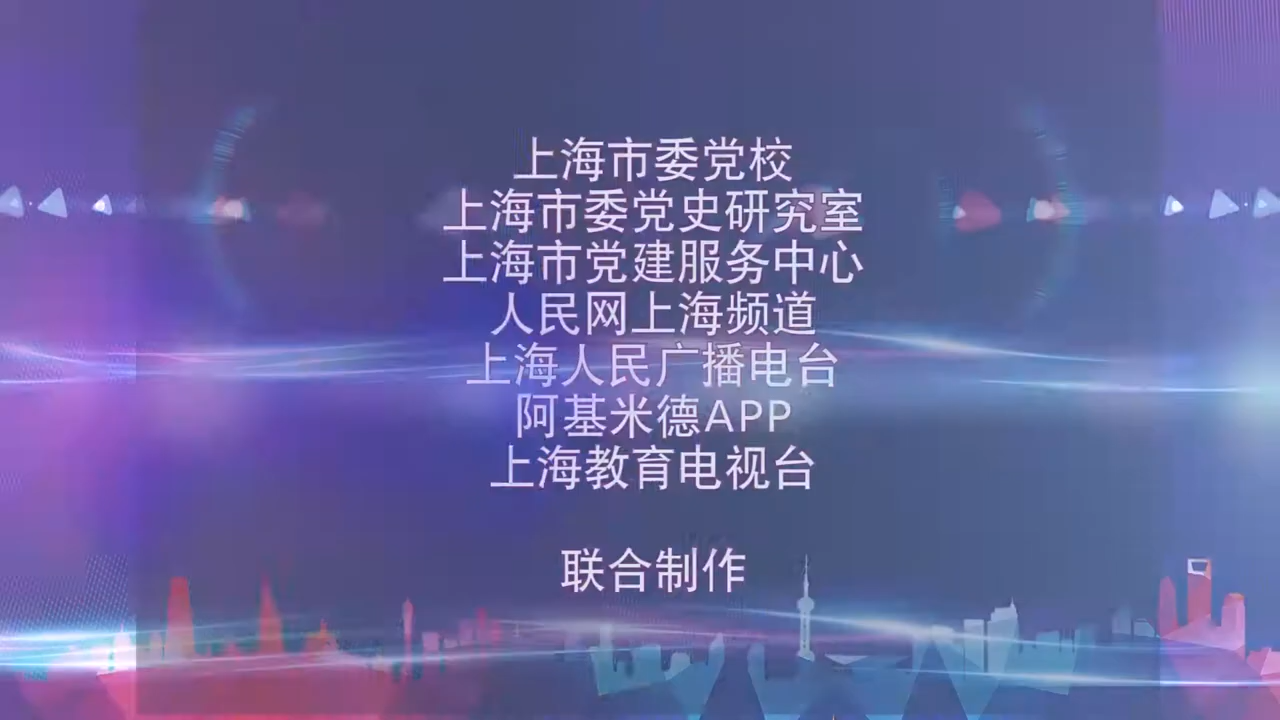 上海市委党校
上海市委党史研究室
上海市党建服务中心
人民网上海频道
上海人民广播电台
阿基米德APP
上海教育电视台
联合制作